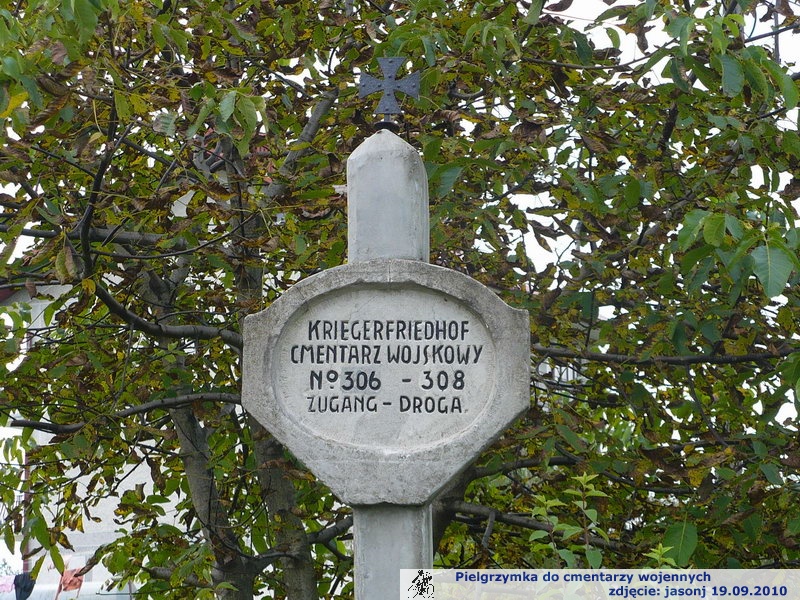 KRIEGERFRIEDHOF
CMENTARZ WOJSKOWY
No 306 - 308
ZUGANG - DROGA
Pielgrzymka do cmentarzy wojennych
zdjęcie: jasonj 19.09.2010